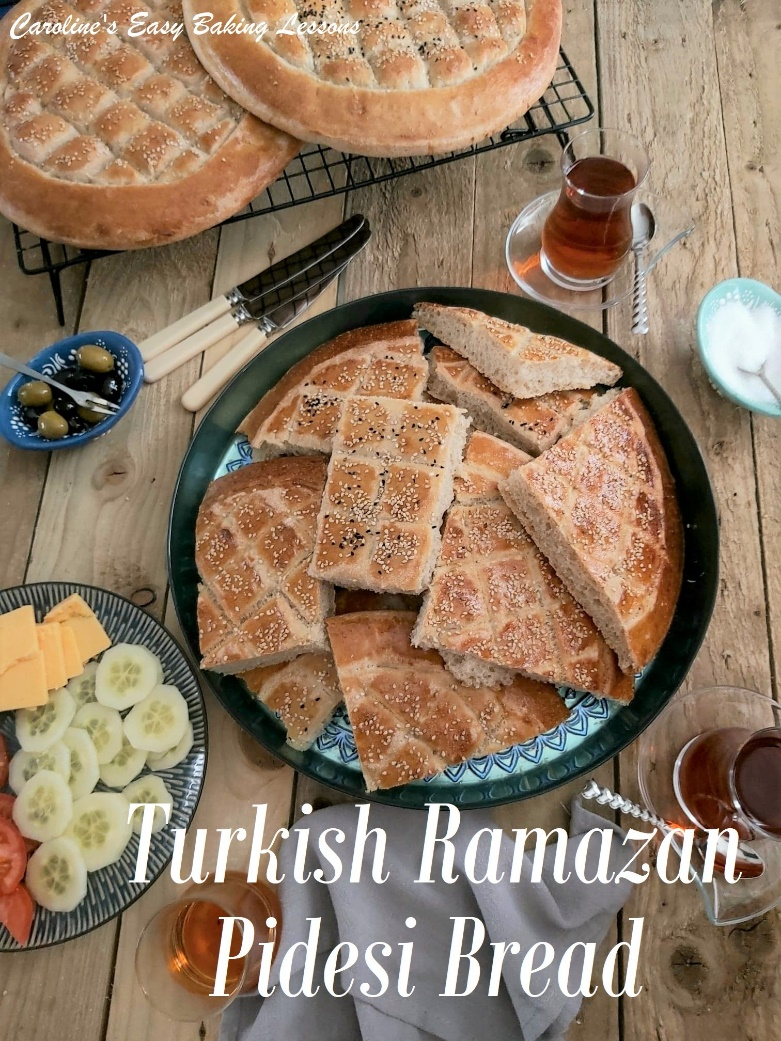 Caroline's Easy Baking Lessons
Turkish Ramazan
Pidesi Bread